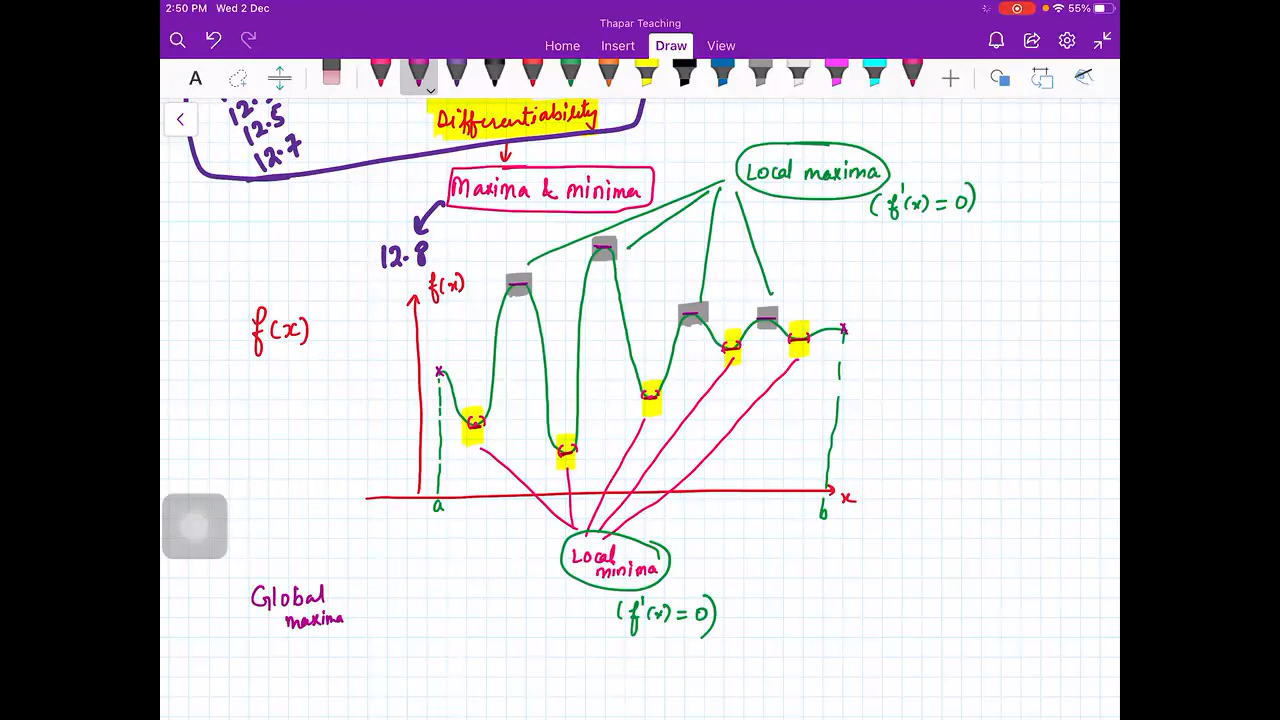 2:50 PM Wed 2 Dec
55%
Thapar Teaching
Home Insert Draw View
A
12.5
12.7
Differentiability
Maxima & minima
12.8
Local maxima
(f'(x) = 0)
f(x)
f(x)
a
b
x
Local
minima
(f'(x) = 0)
Global
maxima